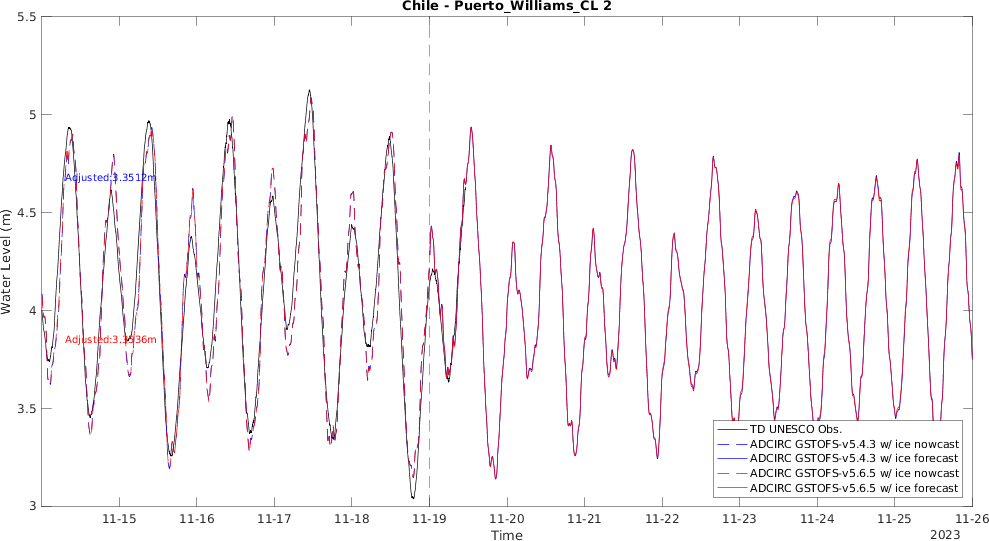 Chile - Puerto_Williams_CL 2
Water Level (m)
5.5
5
4.5
4
3.5
3
Adjusted:3.3512m
Adjusted:3.3536m
TD UNESCO Obs.
ADCIRC GSTOFS-v5.4.3 w/ ice nowcast
ADCIRC GSTOFS-v5.4.3 w/ ice forecast
ADCIRC GSTOFS-v5.6.5 w/ ice nowcast
ADCIRC GSTOFS-v5.6.5 w/ ice forecast
11-15 11-16 11-17 11-18 11-19 11-20 11-21 11-22 11-23 11-24 11-25 11-26
Time
2023